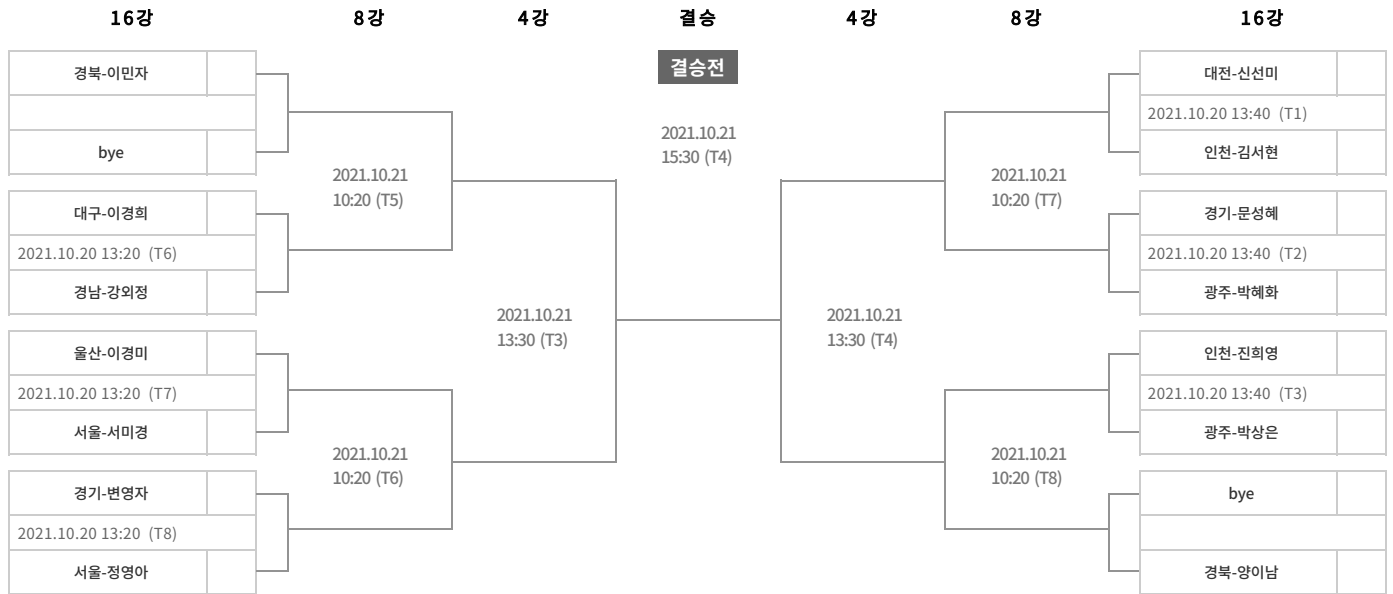 16강 8강 4강 결승 4강 8강 16강
결승전
경북-이민자
bye
대구-이경희
2021.10.20 13:20 (T6)
경남-강외정
울산-이경미
2021.10.20 13:20 (T7)
서울-서미경
경기-변영자
2021.10.20 13:20 (T8)
서울-정영아
2021.10.21
10:20 (T5)
2021.10.21
10:20 (T6)
2021.10.21
13:30 (T3)
2021.10.21
15:30 (T4)
2021.10.21
13:30 (T4)
2021.10.21
10:20 (T7)
2021.10.21
10:20 (T8)
대전-신선미
2021.10.20 13:40 (T1)
인천-김서현
경기-문성혜
2021.10.20 13:40 (T2)
광주-박혜화
인천-진희영
2021.10.20 13:40 (T3)
광주-박상은
bye
경북-양이남